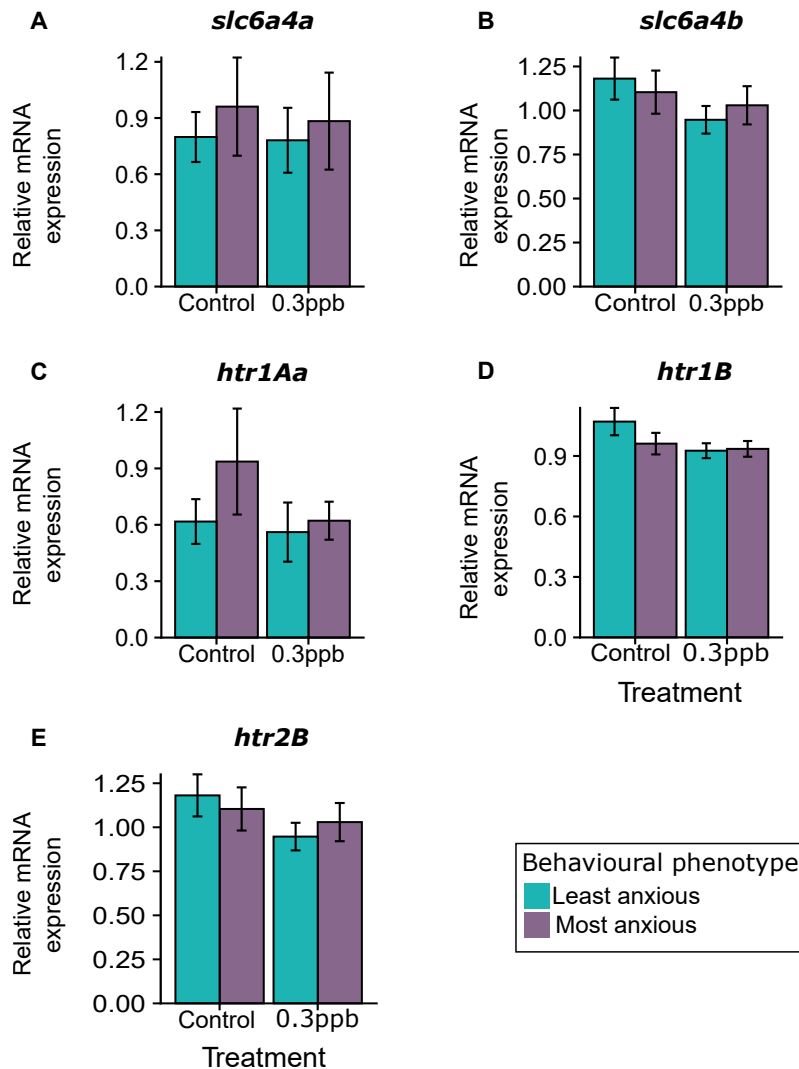 A
slc6a4a
Relative mRNA
expression
1.2
0.9
0.6
0.3
0.0
Control
0.3ppb
B
slc6a4b
Relative mRNA
expression
1.25
1.00
0.75
0.50
0.25
0.00
Control
0.3ppb
C
htr1Aa
Relative mRNA
expression
1.2
0.9
0.6
0.3
0.0
Control
0.3ppb
D
htr1B
Relative mRNA
expression
0.9
0.6
0.3
0.0
Control
0.3ppb
Treatment
E
htr2B
Relative mRNA
expression
1.25
1.00
0.75
0.50
0.25
0.00
Control
0.3ppb
Treatment
Behavioural phenotype
Least anxious
Most anxious